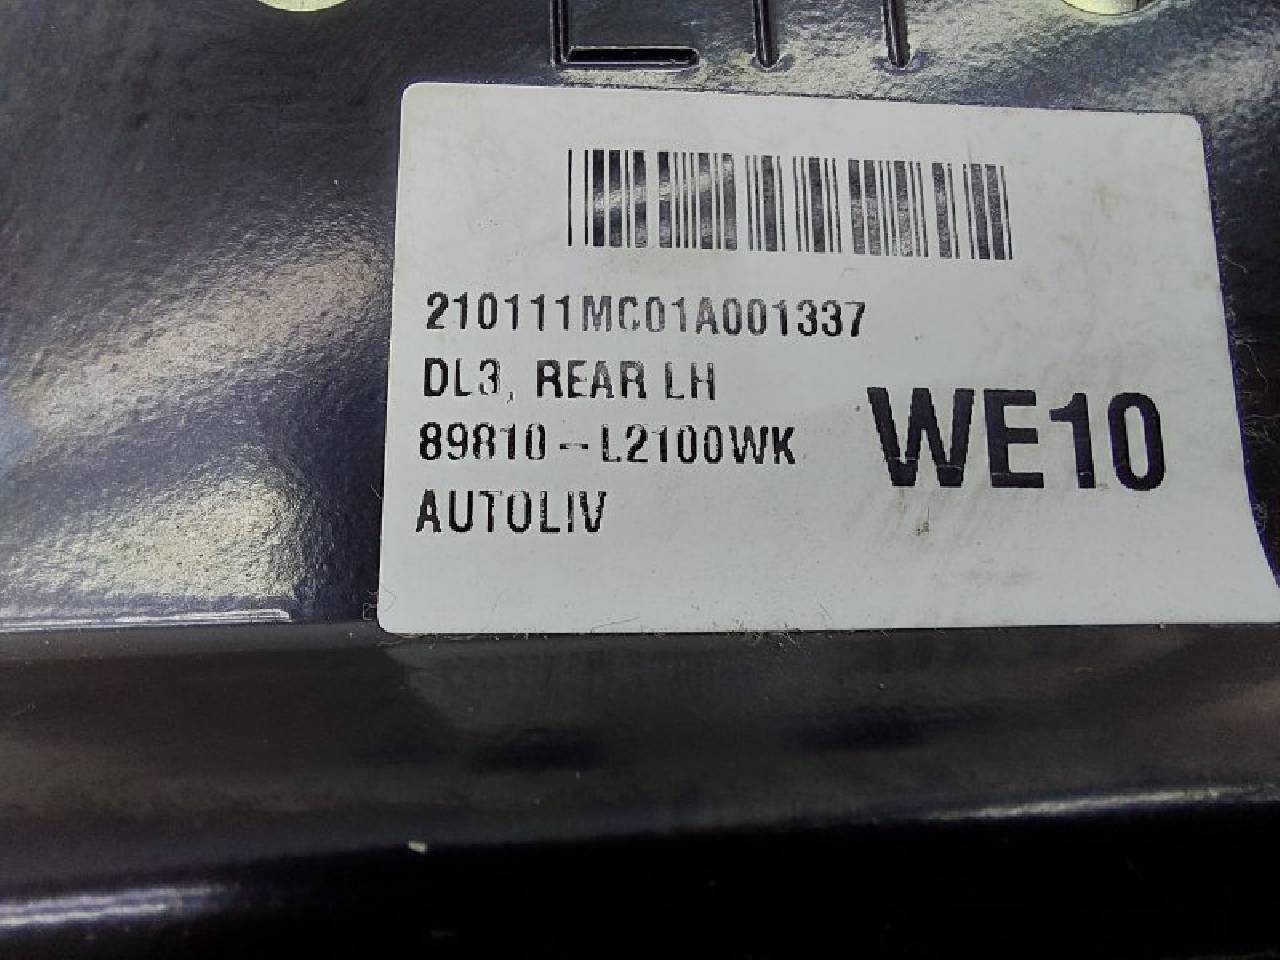 210111MC01A001337
DL3, REAR LH
89810-L2100WK
WE10
AUTOLIV